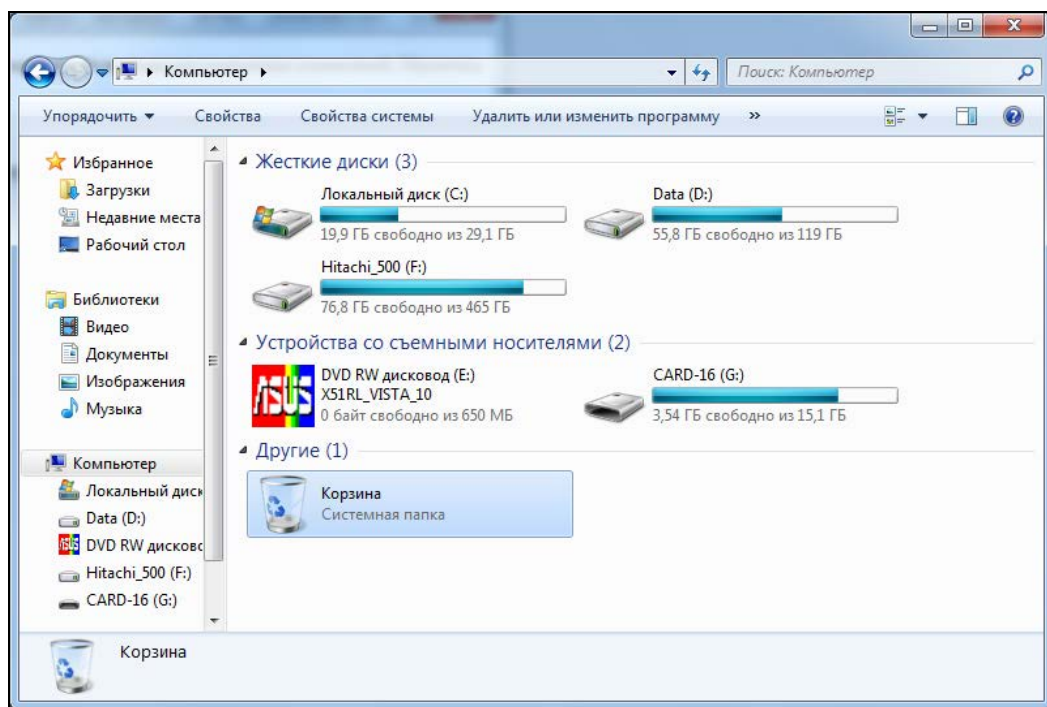 Компьютер
Поиск: Компьютер
Упорядочить
Свойства
Свойства системы
Удалить или изменить программу
»
Избранное
Загрузки
Недавние места
Рабочий стол
Библиотеки
Видео
Документы
Изображения
Музыка
Компьютер
Локальный диск
Data (D:)
DVD RW дисково
Hitachi_500 (F:)
CARD-16 (G:)
Жесткие диски (3)
Локальный диск (C:)
19,9 ГБ свободно из 29,1 ГБ
Data (D:)
55,8 ГБ свободно из 119 ГБ
Hitachi_500 (F:)
76,8 ГБ свободно из 465 ГБ
Устройства со съемными носителями (2)
ASUS
DVD RW дисковод (E:)
X51RL_VISTA_10
0 байт свободно из 650 МБ
CARD-16 (G:)
3,54 ГБ свободно из 15,1 ГБ
Другие (1)
Корзина
Системная папка
Корзина